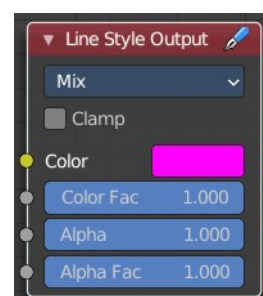 Line Style Output
Mix
Clamp
Color
Color Fac 1.000
Alpha 1.000
Alpha Fac 1.000